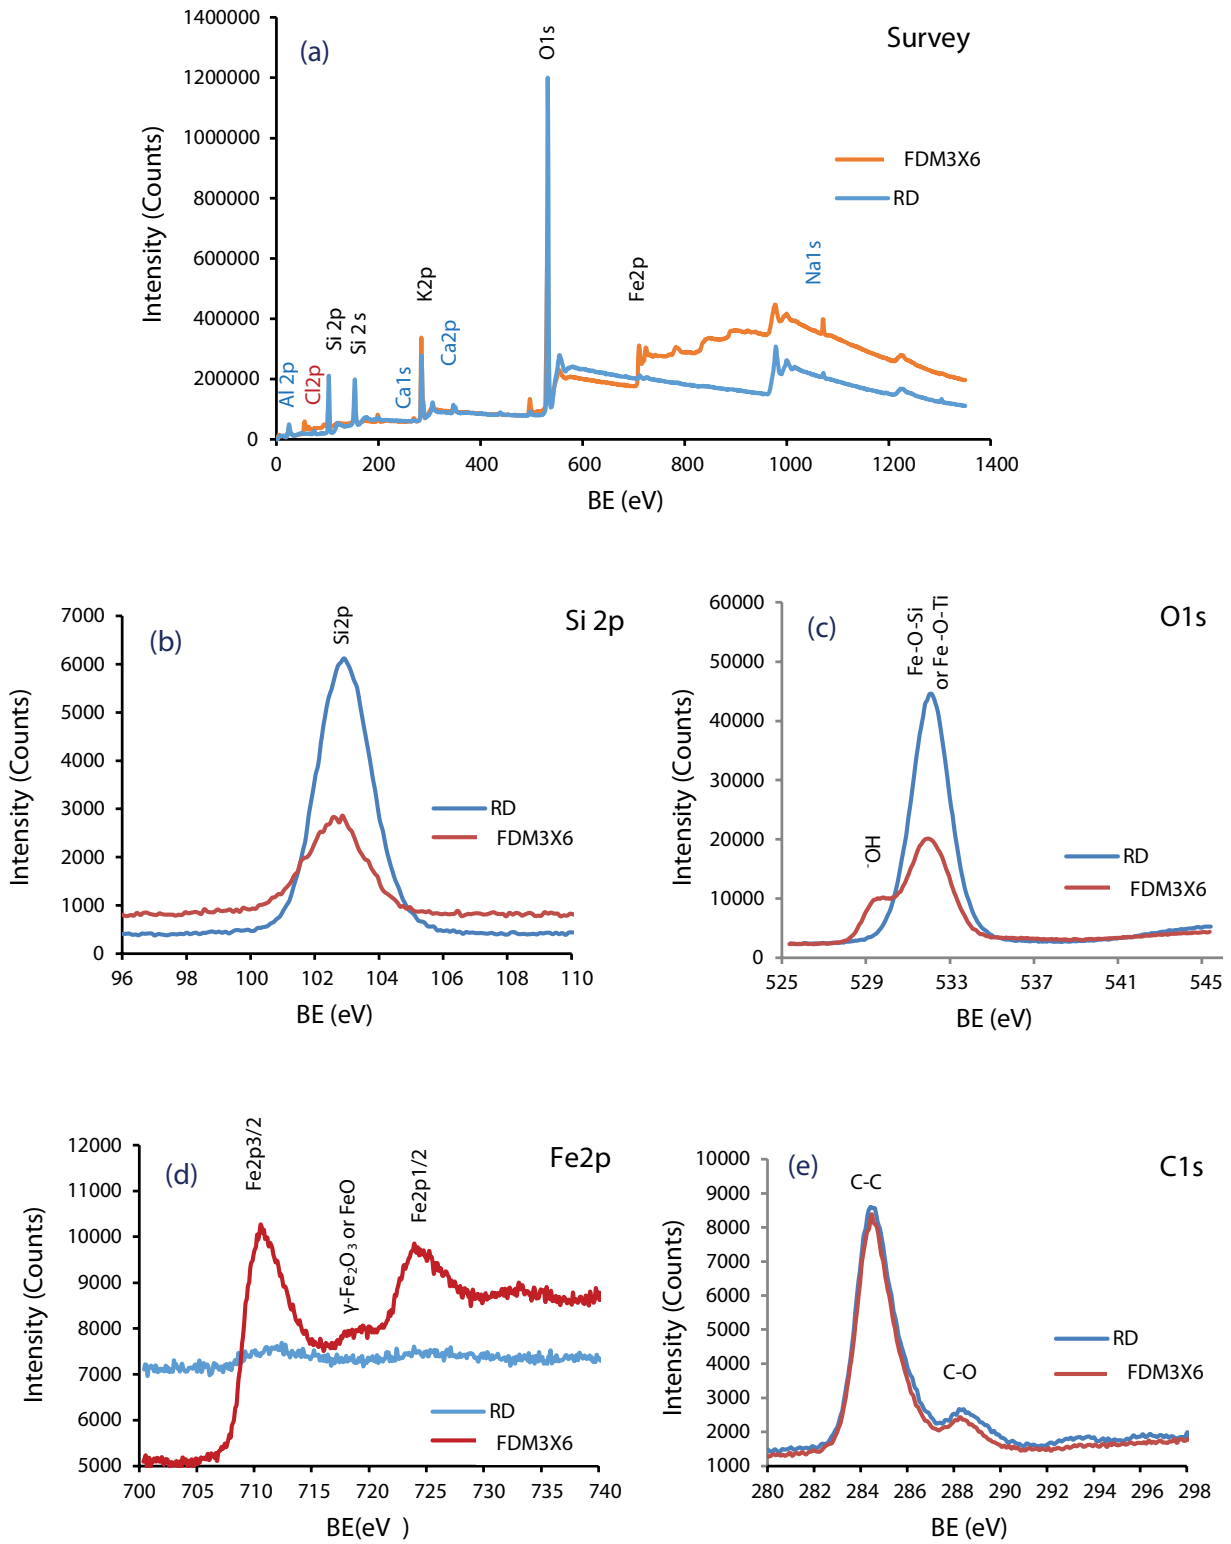 (a)
Survey
Intensity (Counts)
1400000
1200000
1000000
800000
600000
400000
200000
0
0 200 400 600 800 1000 1200 1400
BE (eV)
Al 2p
Cl2p
Si 2p
Si 2s
Ca1s
K2p
Ca2p
O1s
Fe2p
Na1s
FDM3X6
RD
(b)
Si 2p
Intensity (Counts)
7000
6000
5000
4000
3000
2000
1000
0
96 98 100 102 104 106 108 110
BE (eV)
Si2p
RD
FDM3X6
(c)
O1s
Intensity (Counts)
60000
50000
40000
30000
20000
10000
0
525 529 533 537 541 545
BE (eV)
-OH
Fe-O-Si
or Fe-O-Ti
RD
FDM3X6
(d)
Fe2p
Intensity (Counts)
12000
11000
10000
9000
8000
7000
6000
5000
700 705 710 715 720 725 730 735 740
BE(eV )
Fe2p3/2
γ-Fe2O3 or FeO
Fe2p1/2
RD
FDM3X6
(e)
C1s
Intensity (Counts)
10000
9000
8000
7000
6000
5000
4000
3000
2000
1000
280 282 284 286 288 290 292 294 296 298
BE (eV)
C-C
C-O
RD
FDM3X6